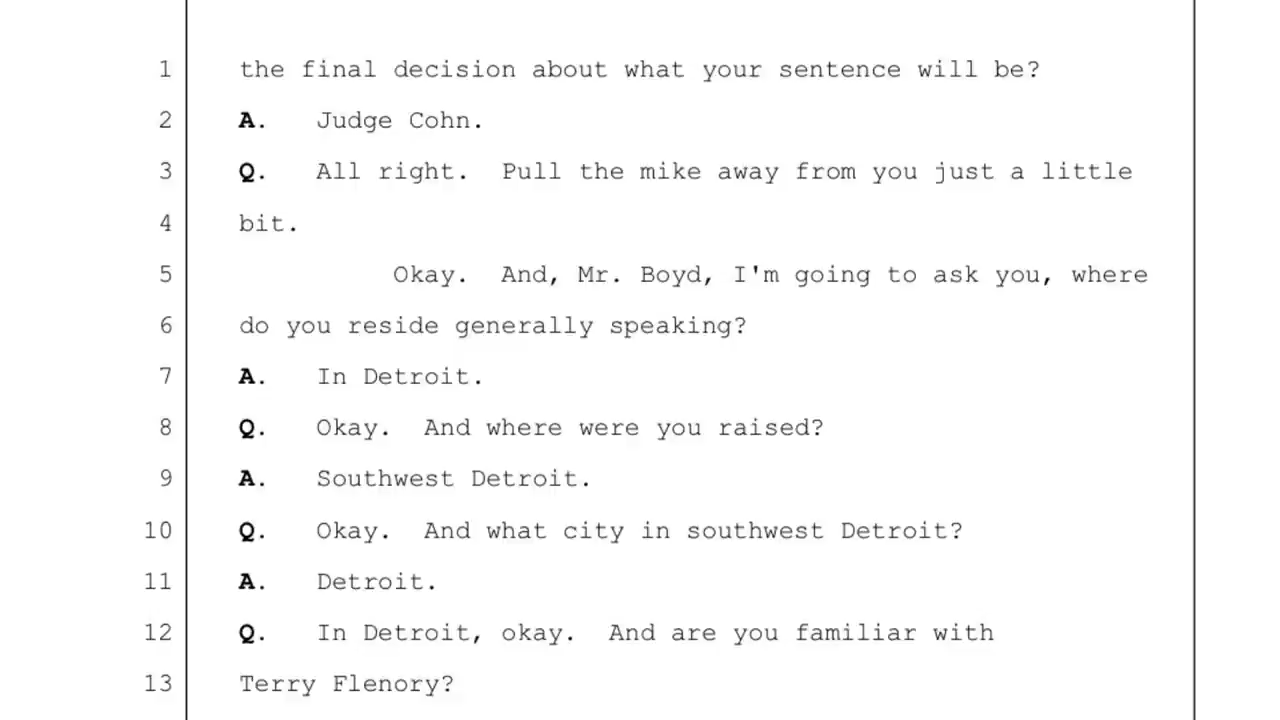 1 the final decision about what your sentence will be?
2 A. Judge Cohn.
3 Q. All right. Pull the mike away from you just a little
4 bit.
5 Okay. And, Mr. Boyd, I'm going to ask you, where
6 do you reside generally speaking?
7 A. In Detroit.
8 Q. Okay. And where were you raised?
9 A. Southwest Detroit.
10 Q. Okay. And what city in southwest Detroit?
11 A. Detroit.
12 Q. In Detroit, okay. And are you familiar with
13 Terry Flenory?